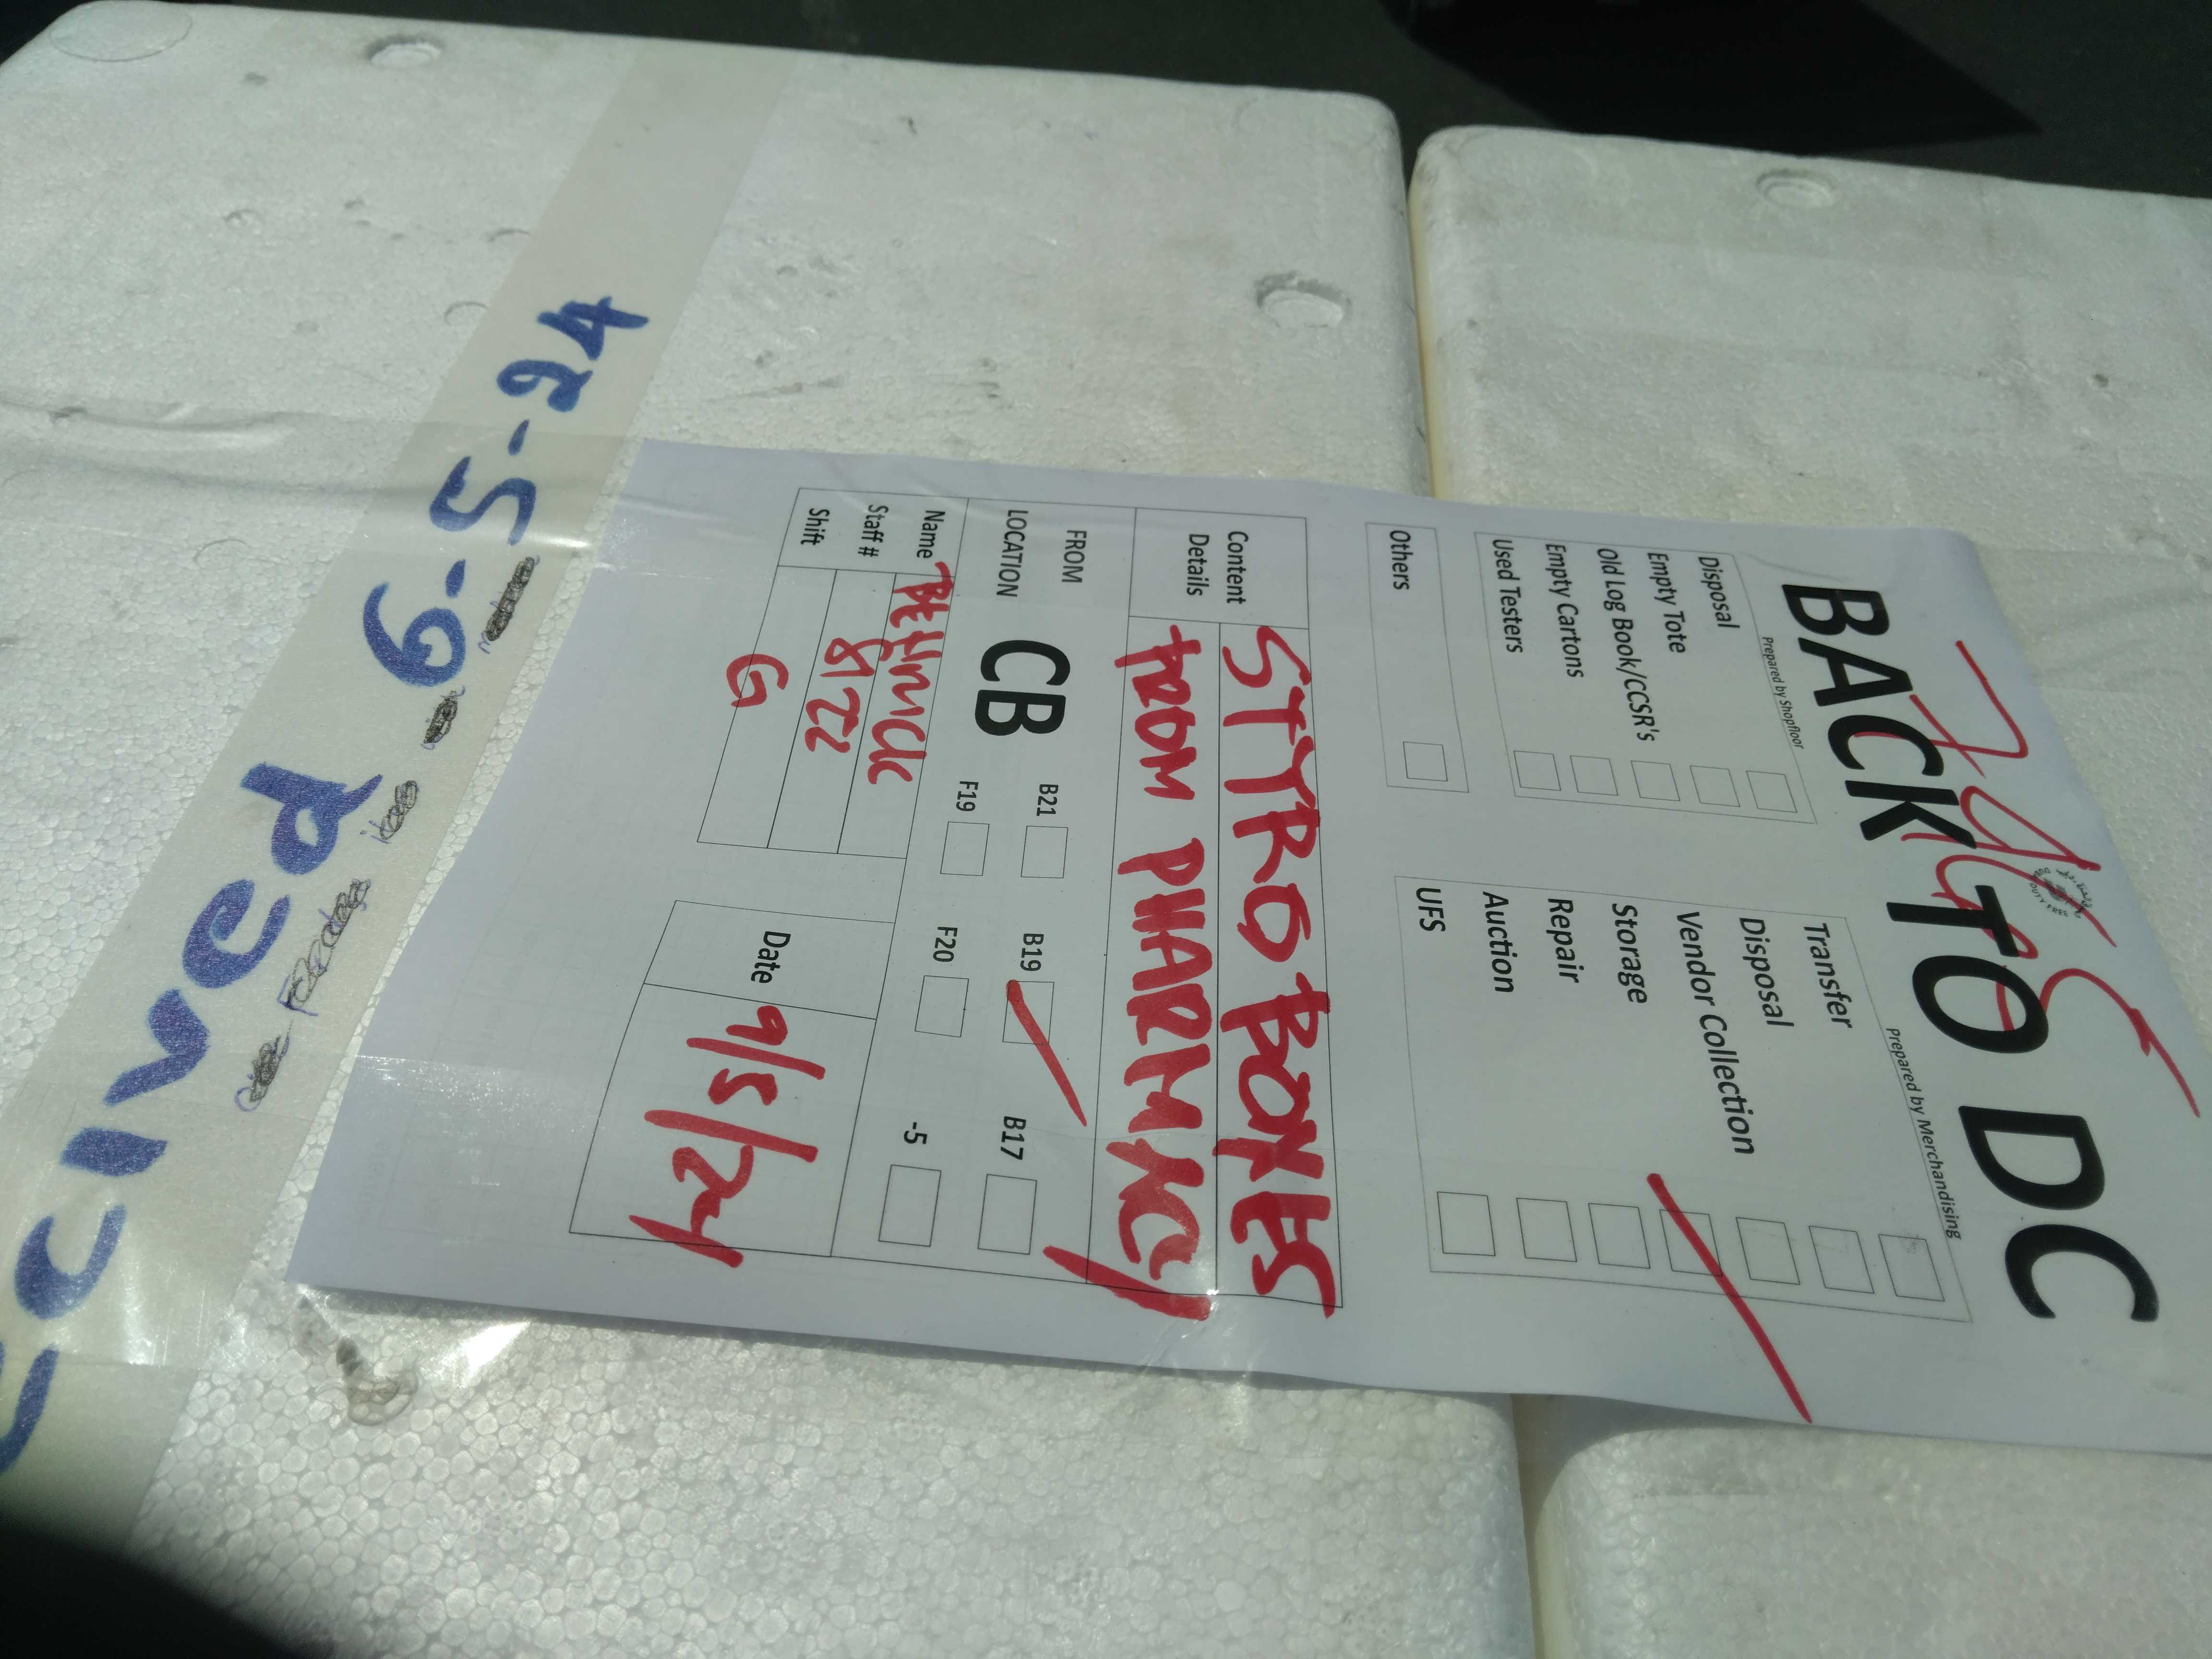 BACK TO DC
Prepared by Shopfloor
Disposal
Empty Tote
Old Log Book/CCSR's
Empty Cartons
Used Testers
Others
Prepared by Merchandising
Transfer
Disposal
Vendor Collection
Storage
Repair
Auction
UFS
Content Details
STYRO BOXES
FROM PHARMACY
FROM LOCATION
CB
B21
B19
B17
F19
F20
-5
Name
Staff #
8122
Shift
G
Date
9/5/24
ecived 6-5-24